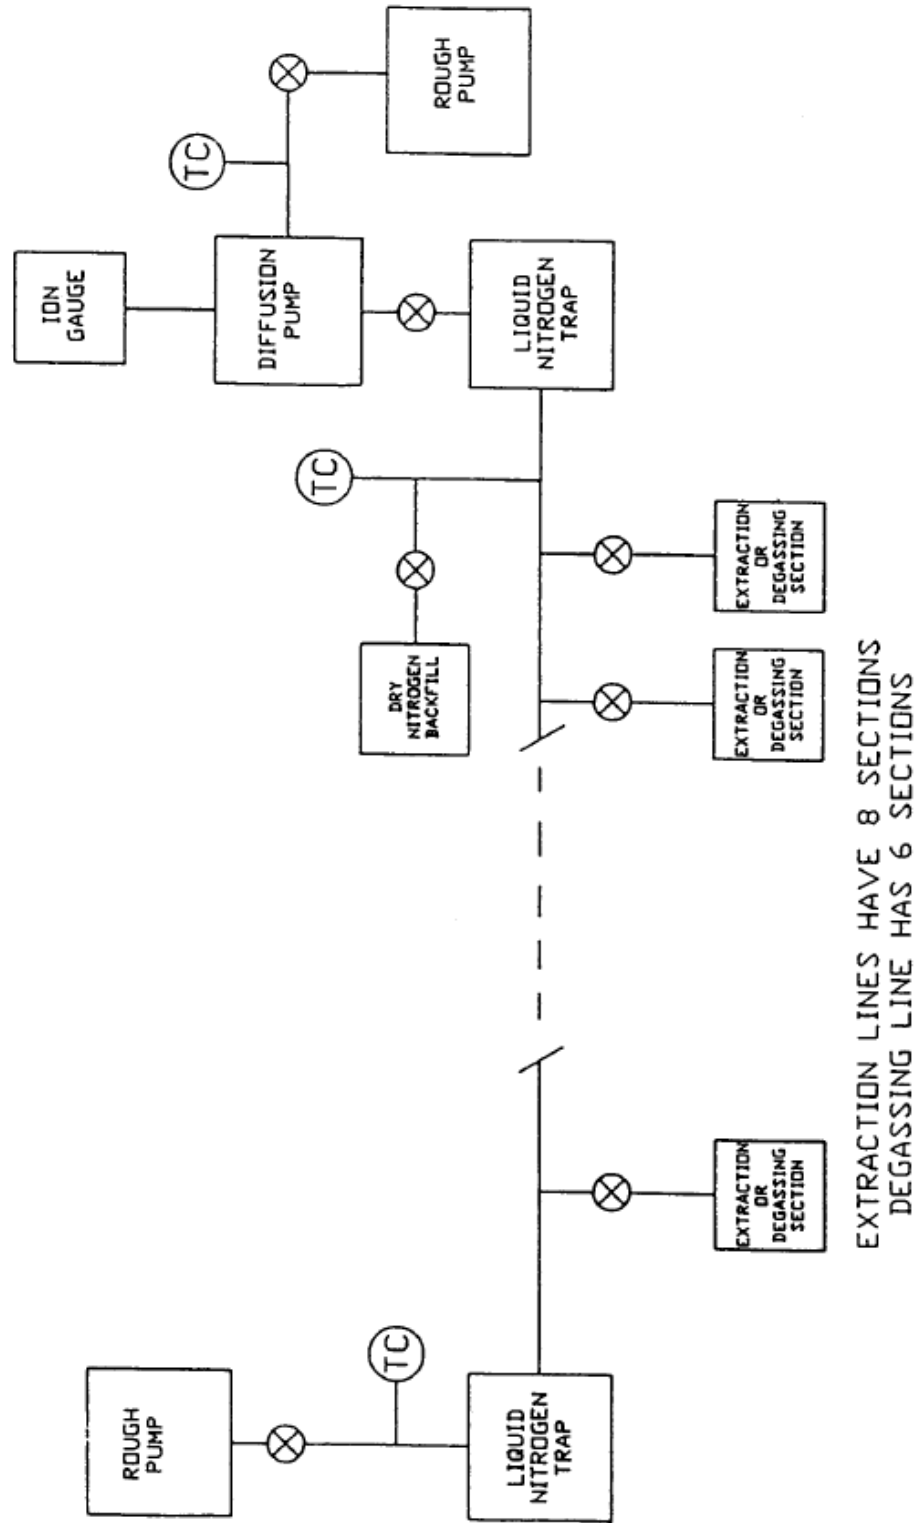 ROUGH
PUMP
TC
LIQUID
NITROGEN
TRAP
EXTRACTION
OR
DEGASSING
SECTION
DRY
NITROGEN
BACKFILL
TC
EXTRACTION
OR
DEGASSING
SECTION
EXTRACTION
OR
DEGASSING
SECTION
ION
GAUGE
DIFFUSION
PUMP
LIQUID
NITROGEN
TRAP
TC
ROUGH
PUMP
EXTRACTION LINES HAVE 8 SECTIONS
DEGASSING LINE HAS 6 SECTIONS